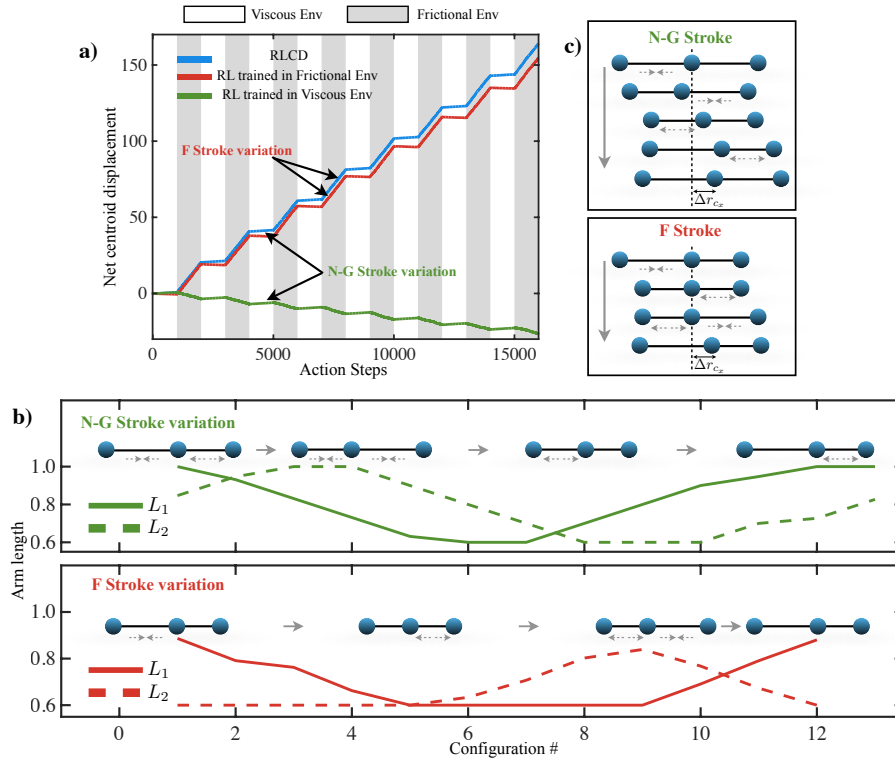 Viscous Env
Frictional Env
a)
RLCD
RL trained in Frictional Env
RL trained in Viscous Env
F Stroke variation
N-G Stroke variation
Net centroid displacement
150
100
50
0
0
5000
10000
15000
Action Steps
c)
N-G Stroke
Δr_{c_x}
F Stroke
Δr_{c_x}
b)
N-G Stroke variation
L_1
L_2
1.0
0.8
0.6
Arm length
F Stroke variation
L_1
L_2
1.0
0.8
0.6
0
2
4
6
8
10
12
Configuration #